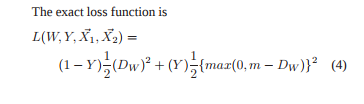 The exact loss function is
L(W, Y, X⃗₁, X⃗₂) =
(1 − Y)½(D_W)² + (Y)½{max(0, m − D_W)}² (4)